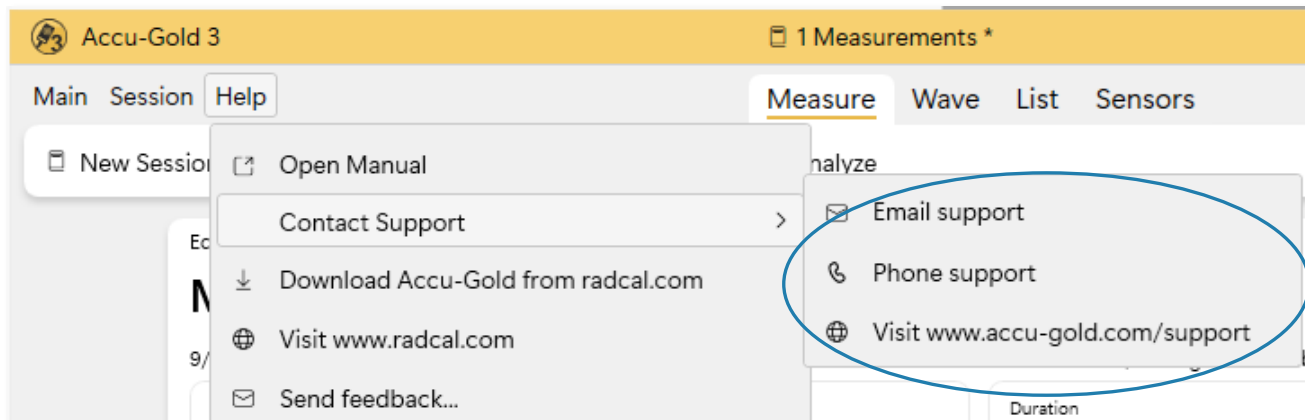 Accu-Gold 3
1 Measurements *
Main Session Help
Measure Wave List Sensors
New Session
Open Manual
nalyze
Contact Support
Email support
Download Accu-Gold from radcal.com
Phone support
Visit www.radcal.com
Visit www.accu-gold.com/support
9/
Send feedback...
Duration